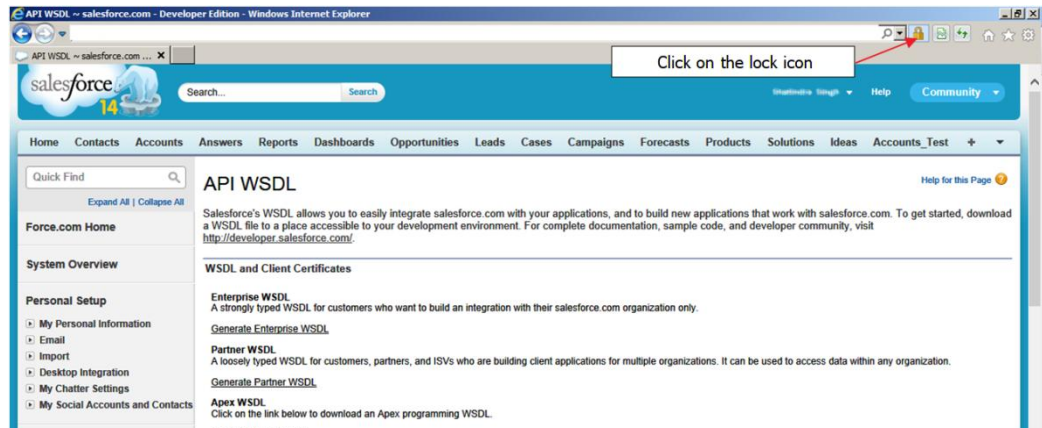 API WSDL ~ salesforce.com - Developer Edition - Windows Internet Explorer
API WSDL ~ salesforce.com ... X
Click on the lock icon
salesforce
14
Search...
Search
Help
Community
Home Contacts Accounts Answers Reports Dashboards Opportunities Leads Cases Campaigns Forecasts Products Solutions Ideas Accounts_Test +
Quick Find
Expand All | Collapse All
Force.com Home
System Overview
Personal Setup
My Personal Information
Email
Import
Desktop Integration
My Chatter Settings
My Social Accounts and Contacts
API WSDL
Help for this Page ?
Salesforce's WSDL allows you to easily integrate salesforce.com with your applications, and to build new applications that work with salesforce.com. To get started, download
a WSDL file to a place accessible to your development environment. For complete documentation, sample code, and developer community, visit
http://developer.salesforce.com/.
WSDL and Client Certificates
Enterprise WSDL
A strongly typed WSDL for customers who want to build an integration with their salesforce.com organization only.
Generate Enterprise WSDL
Partner WSDL
A loosely typed WSDL for customers, partners, and ISVs who are building client applications for multiple organizations. It can be used to access data within any organization.
Generate Partner WSDL
Apex WSDL
Click on the link below to download an Apex programming WSDL.